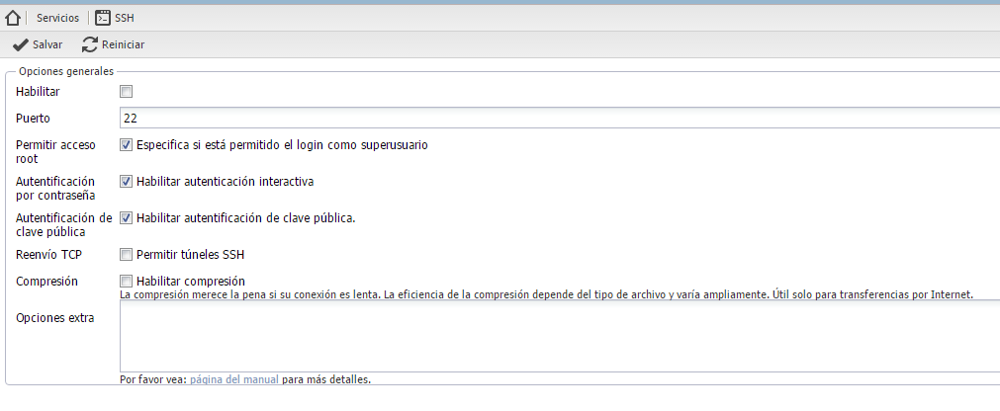 Servicios SSH
Salvar Reiniciar
Opciones generales
Habilitar
Puerto 22
Permitir acceso Especifica si está permitido el login como superusuario
root
Autentificación Habilitar autenticación interactiva
por contraseña
Autentificación de Habilitar autentificación de clave pública.
clave pública
Reenvío TCP Permitir túneles SSH
Compresión Habilitar compresión
La compresión merece la pena si su conexión es lenta. La eficiencia de la compresión depende del tipo de archivo y varía ampliamente. Útil solo para transferencias por Internet.
Opciones extra
Por favor vea: página del manual para más detalles.